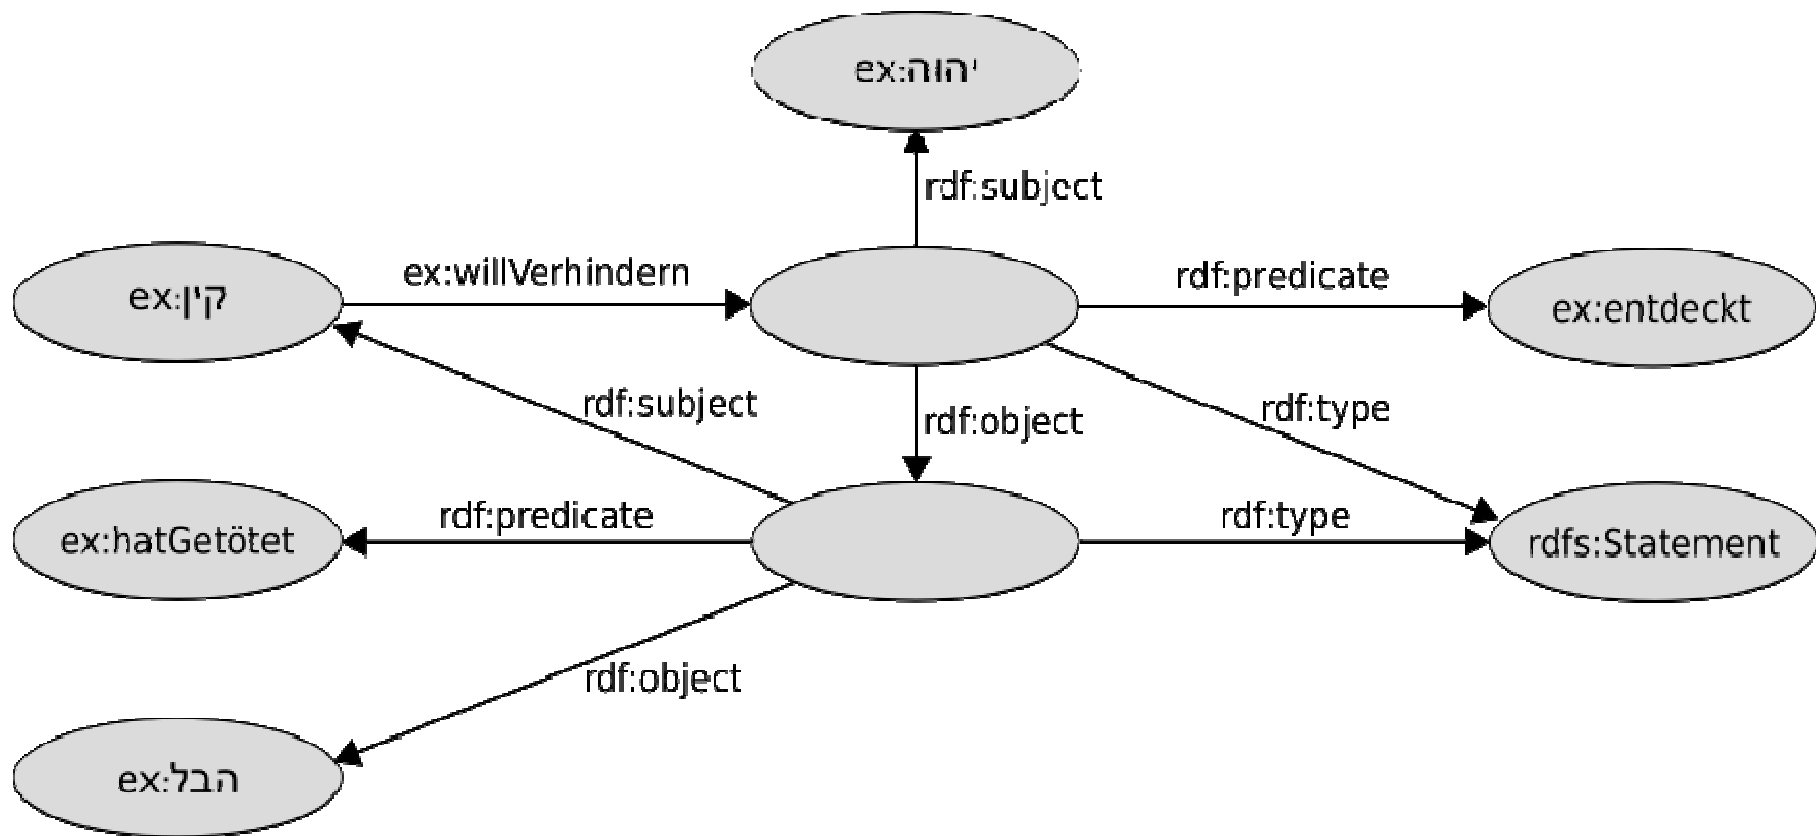 ex:יהוה
rdf:subject
ex:קין
ex:willVerhindern
rdf:predicate
ex:entdeckt
rdf:subject
rdf:object
rdf:type
ex:hatGetötet
rdf:predicate
rdf:type
rdfs:Statement
rdf:object
ex:הבל